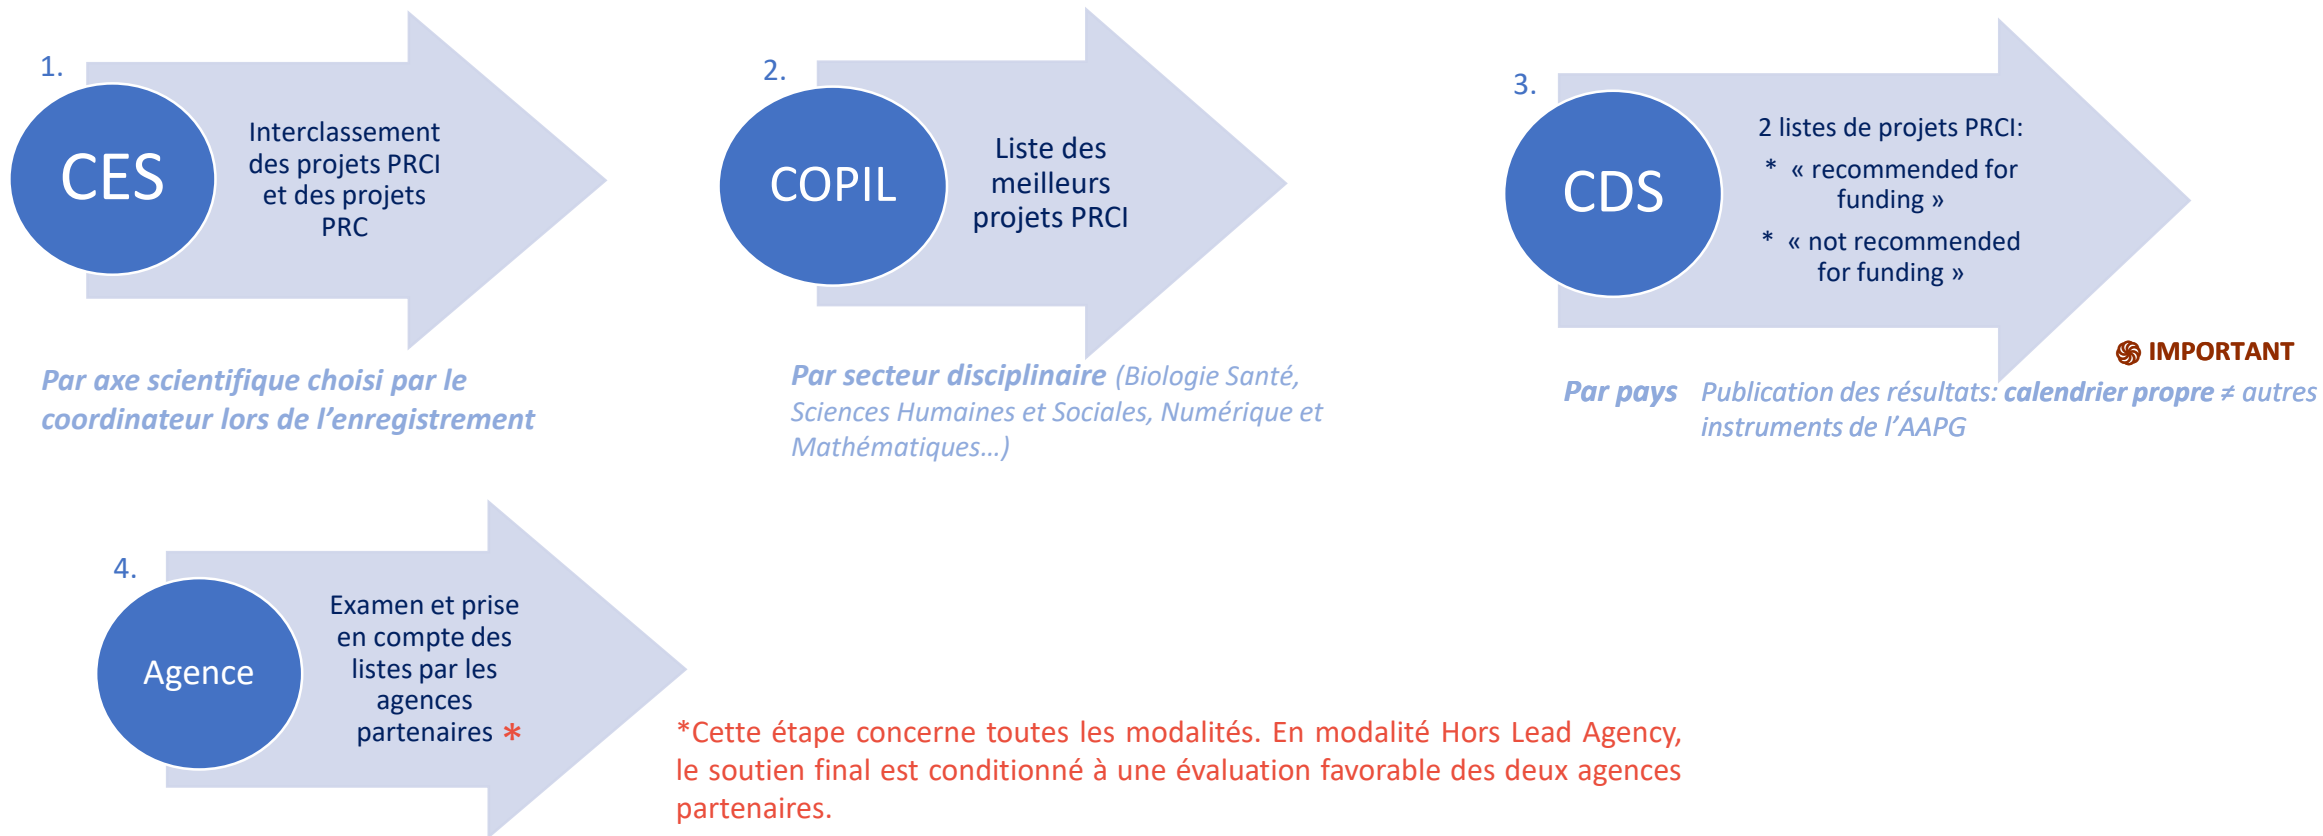 1.
CES
Interclassement
des projets PRCI
et des projets
PRC
Par axe scientifique choisi par le
coordinateur lors de l'enregistrement
2.
COPIL
Liste des
meilleurs
projets PRCI
Par secteur disciplinaire (Biologie Santé,
Sciences Humaines et Sociales, Numérique et
Mathématiques…)
3.
CDS
2 listes de projets PRCI:
* « recommended for
funding »
* « not recommended
for funding »
IMPORTANT
Par pays Publication des résultats: calendrier propre ≠ autres
instruments de l'AAPG
4.
Agence
Examen et prise
en compte des
listes par les
agences
partenaires *
*Cette étape concerne toutes les modalités. En modalité Hors Lead Agency,
le soutien final est conditionné à une évaluation favorable des deux agences
partenaires.